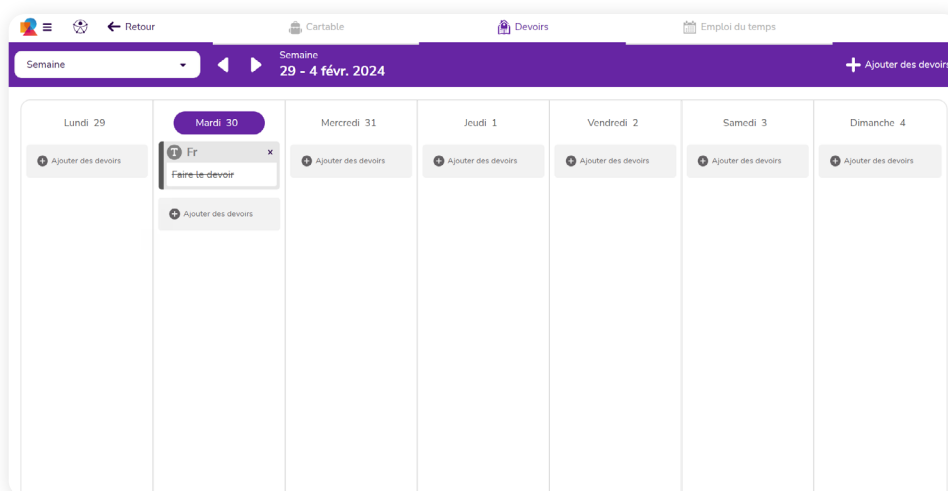 Retour
Cartable
Devoirs
Emploi du temps
Semaine
Semaine
29 - 4 févr. 2024
Ajouter des devoirs
Lundi 29
Mardi 30
Mercredi 31
Jeudi 1
Vendredi 2
Samedi 3
Dimanche 4
Ajouter des devoirs
T Fr x
Ajouter des devoirs
Ajouter des devoirs
Ajouter des devoirs
Ajouter des devoirs
Ajouter des devoirs
Faire le devoir
Ajouter des devoirs